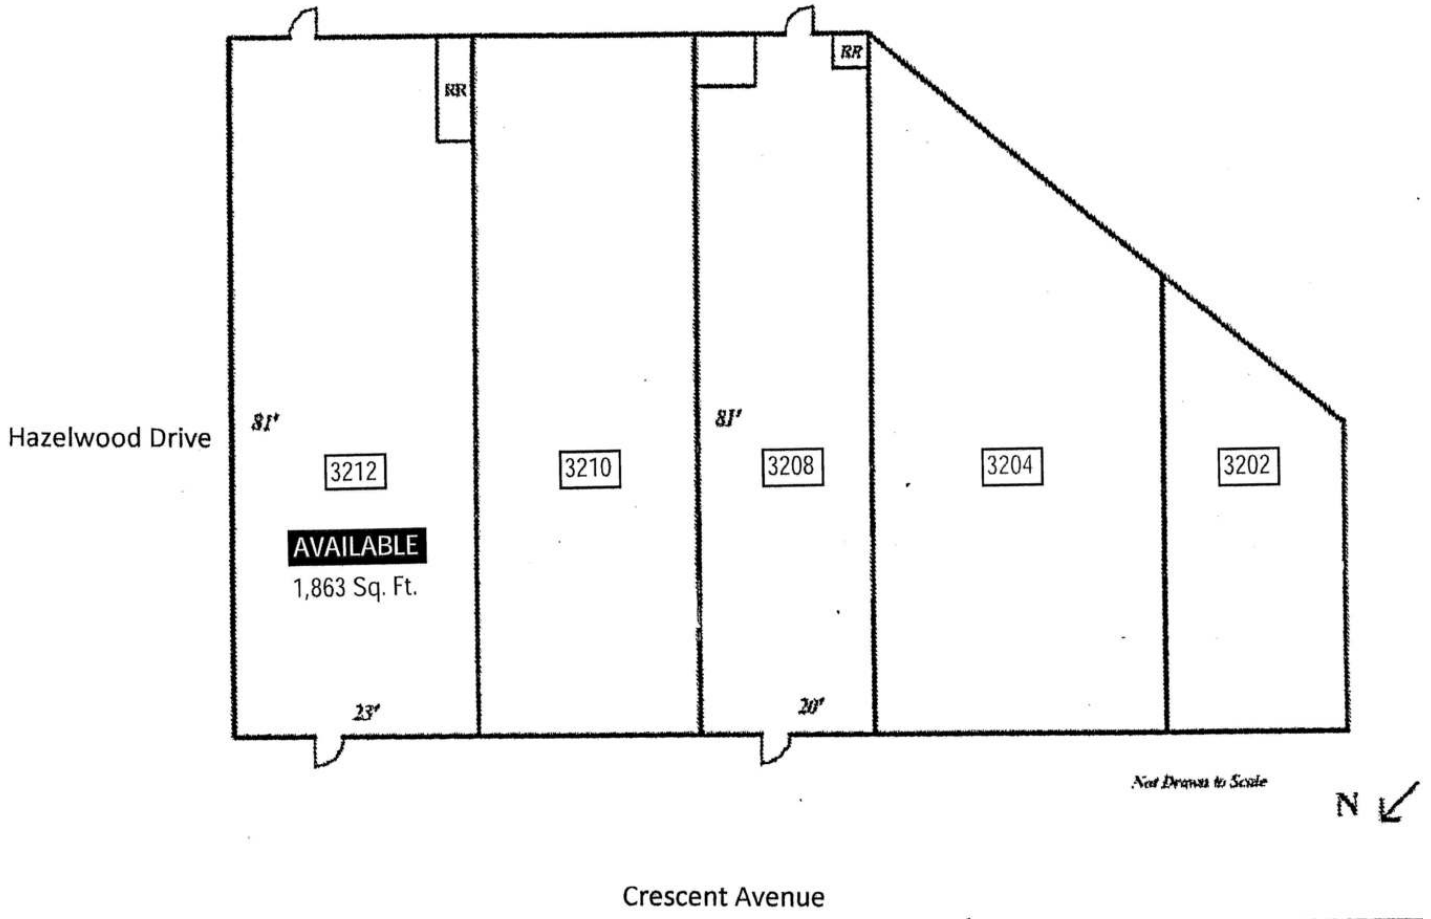 RR
RR
81'
81'
Hazelwood Drive
3212
3210
3208
3204
3202
AVAILABLE
1,863 Sq. Ft.
23'
20'
Not Drawn to Scale
N
Crescent Avenue